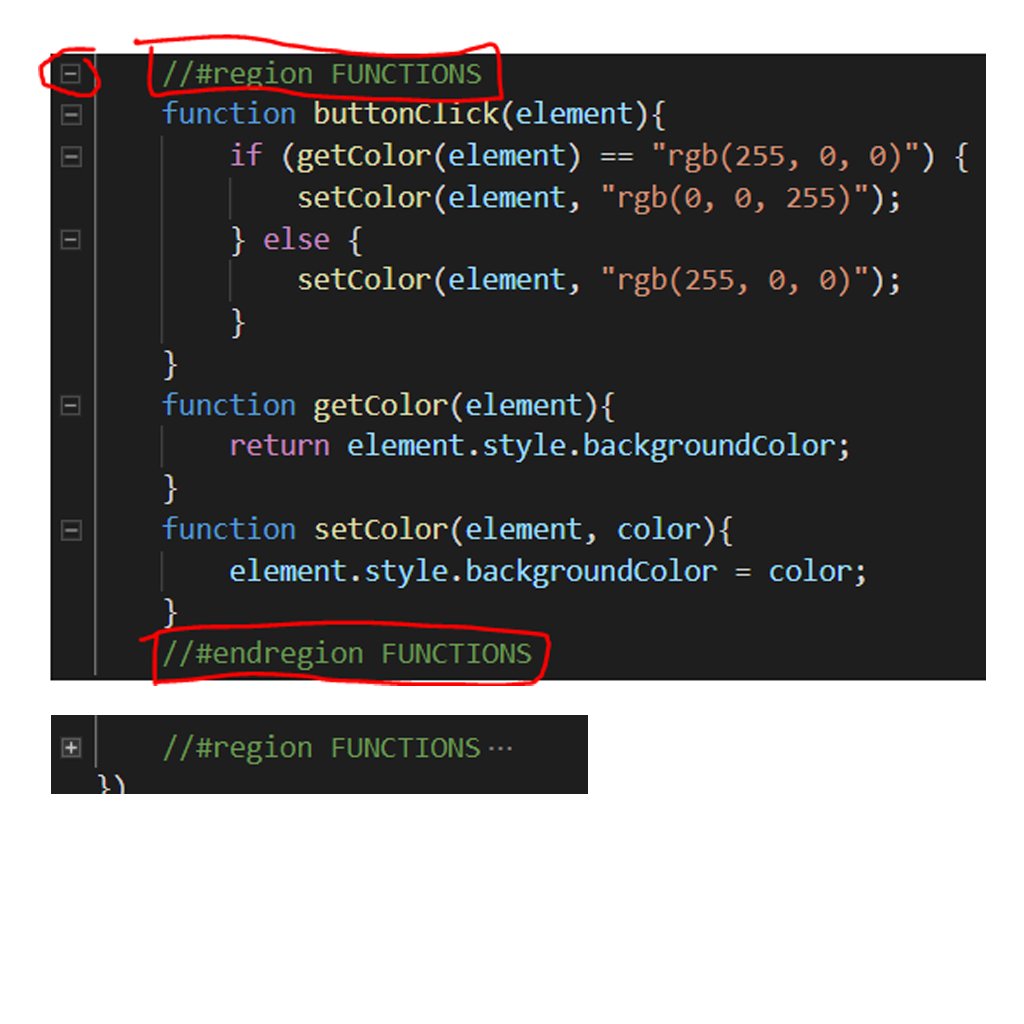 //#region FUNCTIONS
function buttonClick(element){
if (getColor(element) == "rgb(255, 0, 0)") {
setColor(element, "rgb(0, 0, 255)");
} else {
setColor(element, "rgb(255, 0, 0)");
}
}
function getColor(element){
return element.style.backgroundColor;
}
function setColor(element, color){
element.style.backgroundColor = color;
}
//#endregion FUNCTIONS
//#region FUNCTIONS ···
})